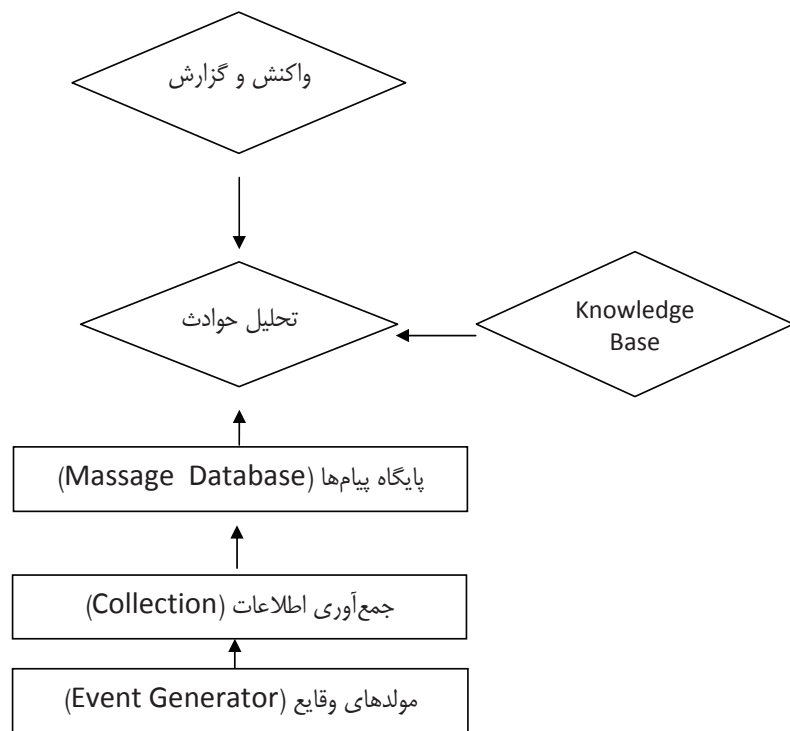 واکنش و گزارش
تحلیل حوادث
Knowledge
Base
پایگاه پیام‌ها (Massage Database)
جمع‌آوری اطلاعات (Collection)
مولدهای وقایع (Event Generator)